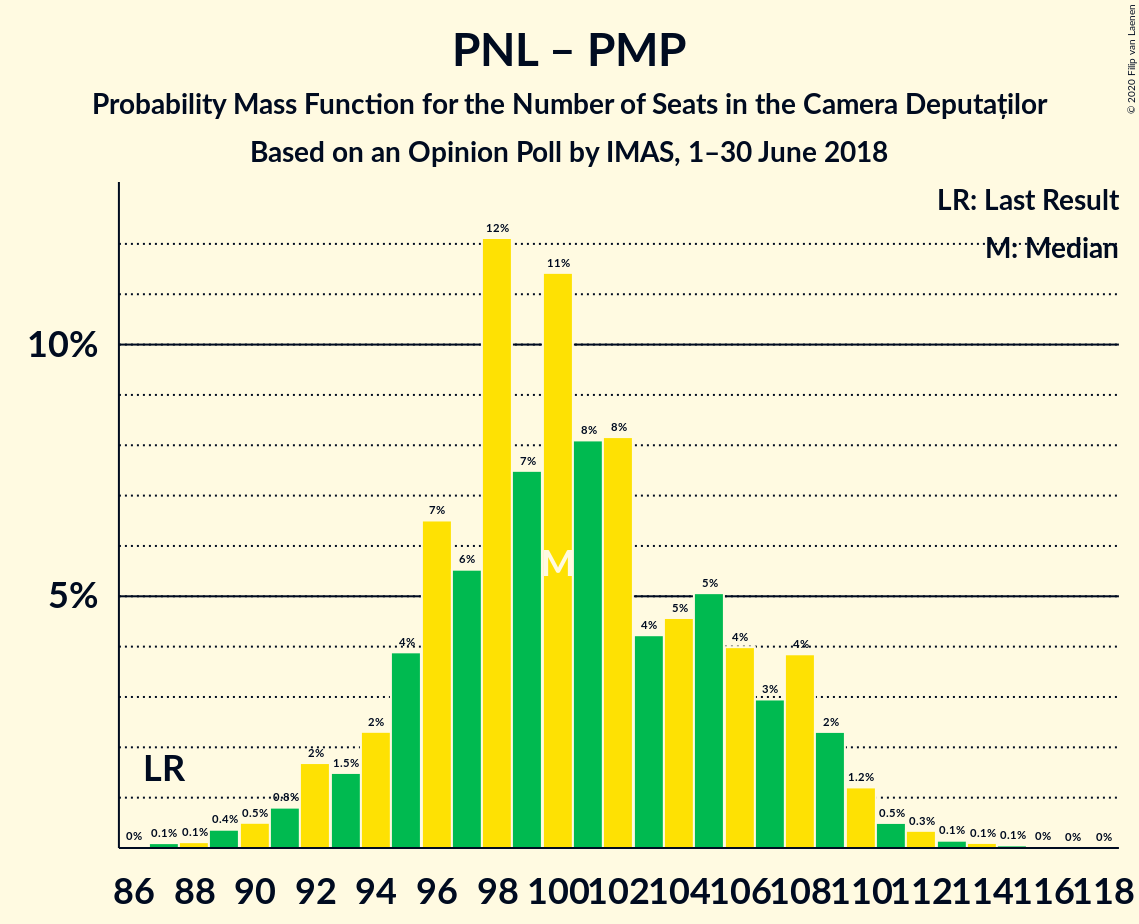 PNL – PMP
Probability Mass Function for the Number of Seats in the Camera Deputaților
Based on an Opinion Poll by IMAS, 1–30 June 2018
© 2020 Filip van Laenen
LR: Last Result
M: Median
10%
5%
LR
M
0% 0.1% 0.1% 0.4% 0.5% 0.8% 2% 1.5% 2% 4% 7% 6% 12% 7% 11% 8% 8% 4% 5% 5% 4% 3% 4% 2% 1.2% 0.5% 0.3% 0.1% 0.1% 0.1% 0% 0% 0%
86 88 90 92 94 96 98 100 102 104 106 108 110 112 114 116 118